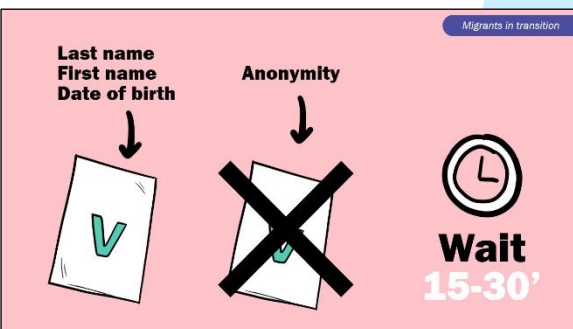 Migrants in transition
Last name
First name
Date of birth
Anonymity
V
V
Wait
15-30’